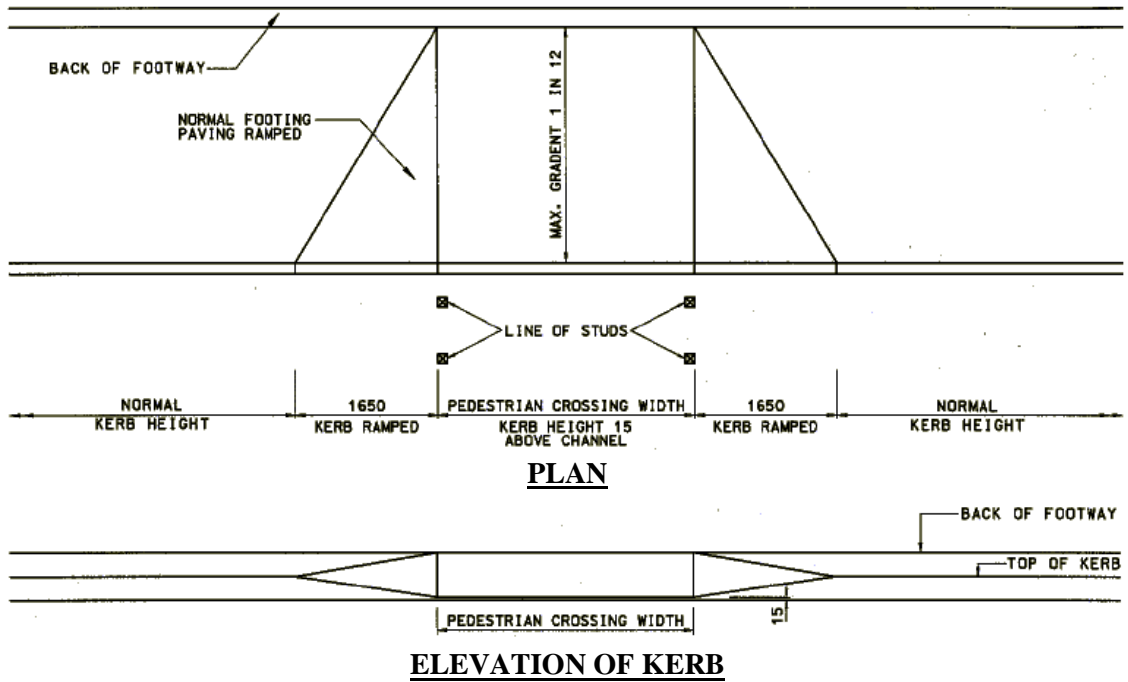 BACK OF FOOTWAY
NORMAL FOOTING
PAVING RAMPED
MAX. GRADENT 1 IN 12
LINE OF STUDS
NORMAL
KERB HEIGHT
1650
KERB RAMPED
PEDESTRIAN CROSSING WIDTH
KERB HEIGHT 15
ABOVE CHANNEL
1650
KERB RAMPED
NORMAL
KERB HEIGHT
PLAN
BACK OF FOOTWAY
TOP OF KERB
15
PEDESTRIAN CROSSING WIDTH
ELEVATION OF KERB